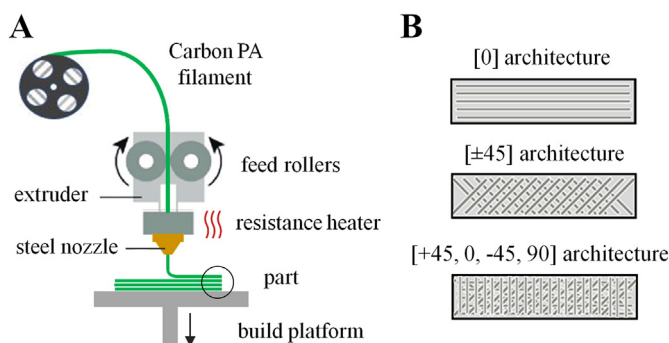 A
Carbon PA
filament
feed rollers
extruder
resistance heater
steel nozzle
part
build platform
B
[0] architecture
[±45] architecture
[+45, 0, -45, 90] architecture